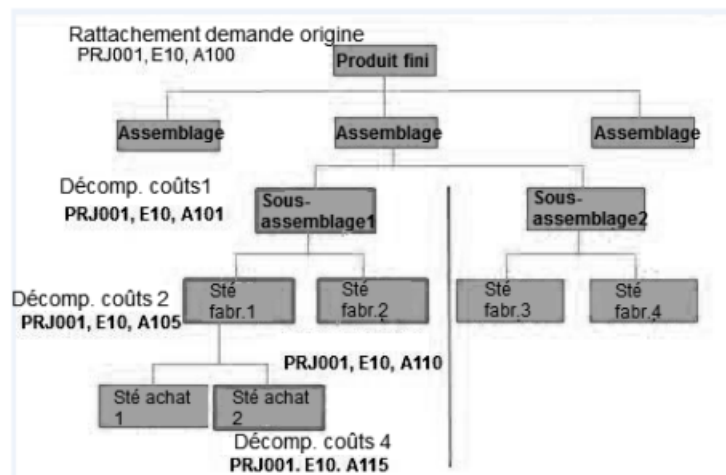 Rattachement demande origine
PRJ001, E10, A100
Produit fini
Assemblage
Assemblage
Assemblage
Décomp. coûts1
PRJ001, E10, A101
Sous-
assemblage1
Sous-
assemblage2
Décomp. coûts 2
PRJ001, E10, A105
Sté
fabr.1
Sté
fabr.2
Sté
fabr.3
Sté
fabr.4
PRJ001, E10, A110
Sté achat
1
Sté achat
2
Décomp. coûts 4
PRJ001. E10. A115